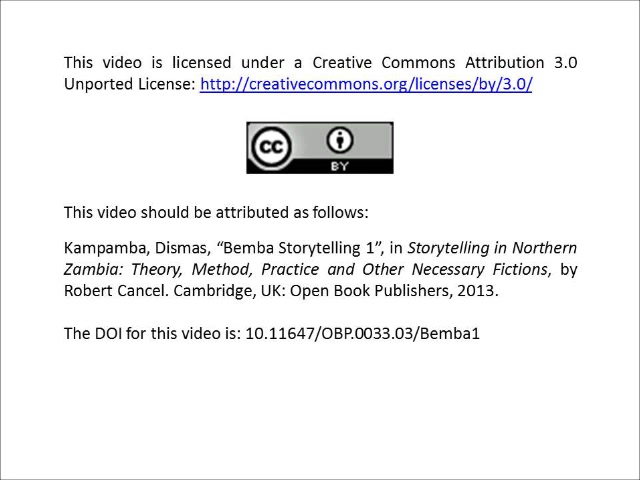 This video is licensed under a Creative Commons Attribution 3.0
Unported License: http://creativecommons.org/licenses/by/3.0/
cc
BY
This video should be attributed as follows:
Kampamba, Dismas, “Bemba Storytelling 1”, in Storytelling in Northern
Zambia: Theory, Method, Practice and Other Necessary Fictions, by
Robert Cancel. Cambridge, UK: Open Book Publishers, 2013.
The DOI for this video is: 10.11647/OBP.0033.03/Bemba1